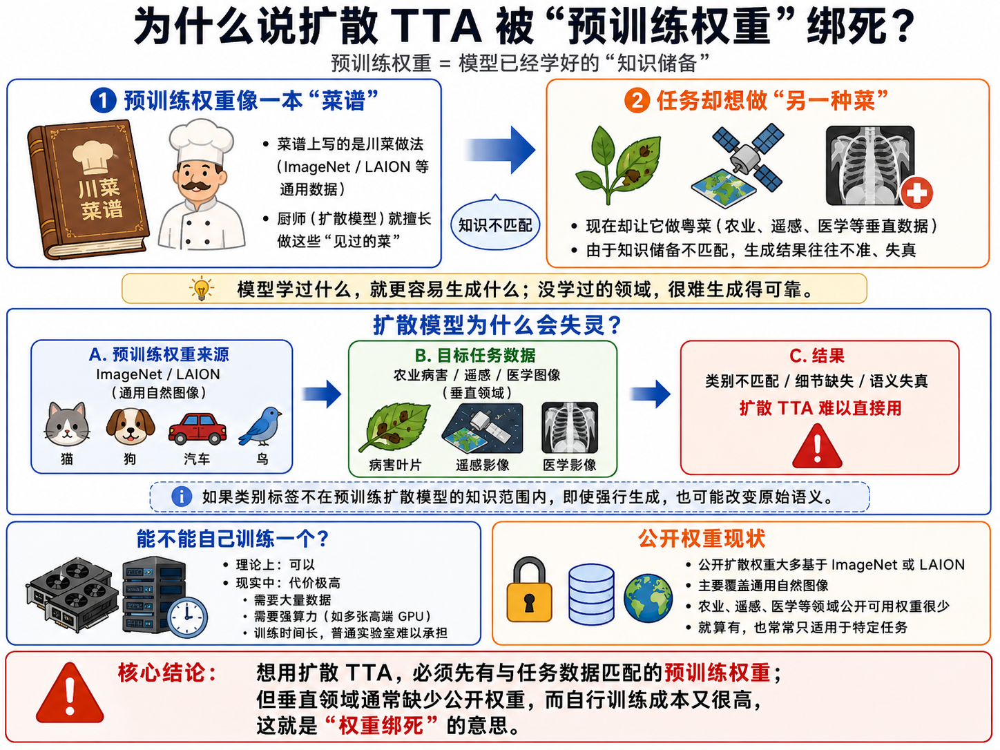 为什么说扩散 TTA 被“预训练权重”绑死?
预训练权重 = 模型已经学好的“知识储备”
1 预训练权重像一本“菜谱”
川菜
菜谱
• 菜谱上写的是川菜做法
(ImageNet / LAION 等
通用数据)
• 厨师(扩散模型)就擅长
做这些“见过的菜”
知识不匹配
2 任务却想做“另一种菜”
• 现在却让它做粤菜(农业、遥感、医学等垂直数据)
• 由于知识储备不匹配，生成结果往往不准、失真
模型学过什么，就更容易生成什么；没学过的领域，很难生成得可靠。
扩散模型为什么会失灵?
A. 预训练权重来源
ImageNet / LAION
(通用自然图像)
猫 狗 汽车 鸟
B. 目标任务数据
农业病害 / 遥感 / 医学图像
(垂直领域)
病害叶片 遥感影像 医学影像
C. 结果
类别不匹配 / 细节缺失 / 语义失真
扩散 TTA 难以直接用
i 如果类别标签不在预训练扩散模型的知识范围内，即使强行生成，也可能改变原始语义。
能不能自己训练一个?
• 理论上：可以
• 现实中：代价极高
• 需要大量数据
• 需要强算力(如多张高端 GPU)
• 训练时间长，普通实验室难以承担
公开权重现状
• 公开扩散权重大多基于 ImageNet 或 LAION
• 主要覆盖通用自然图像
• 农业、遥感、医学等领域公开可用权重很少
• 就算有，也常常只适用于特定任务
核心结论：
想用扩散 TTA，必须先有与任务数据匹配的预训练权重；
但垂直领域通常缺少公开权重，而自行训练成本又很高，
这就是“权重绑死”的意思。